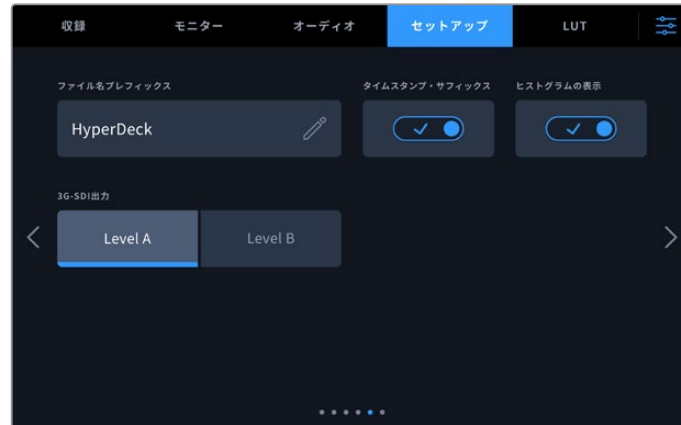 収録 モニター オーディオ セットアップ LUT
ファイル名プレフィックス タイムスタンプ・サフィックス ヒストグラムの表示
HyperDeck
3G-SDI出力
Level A Level B